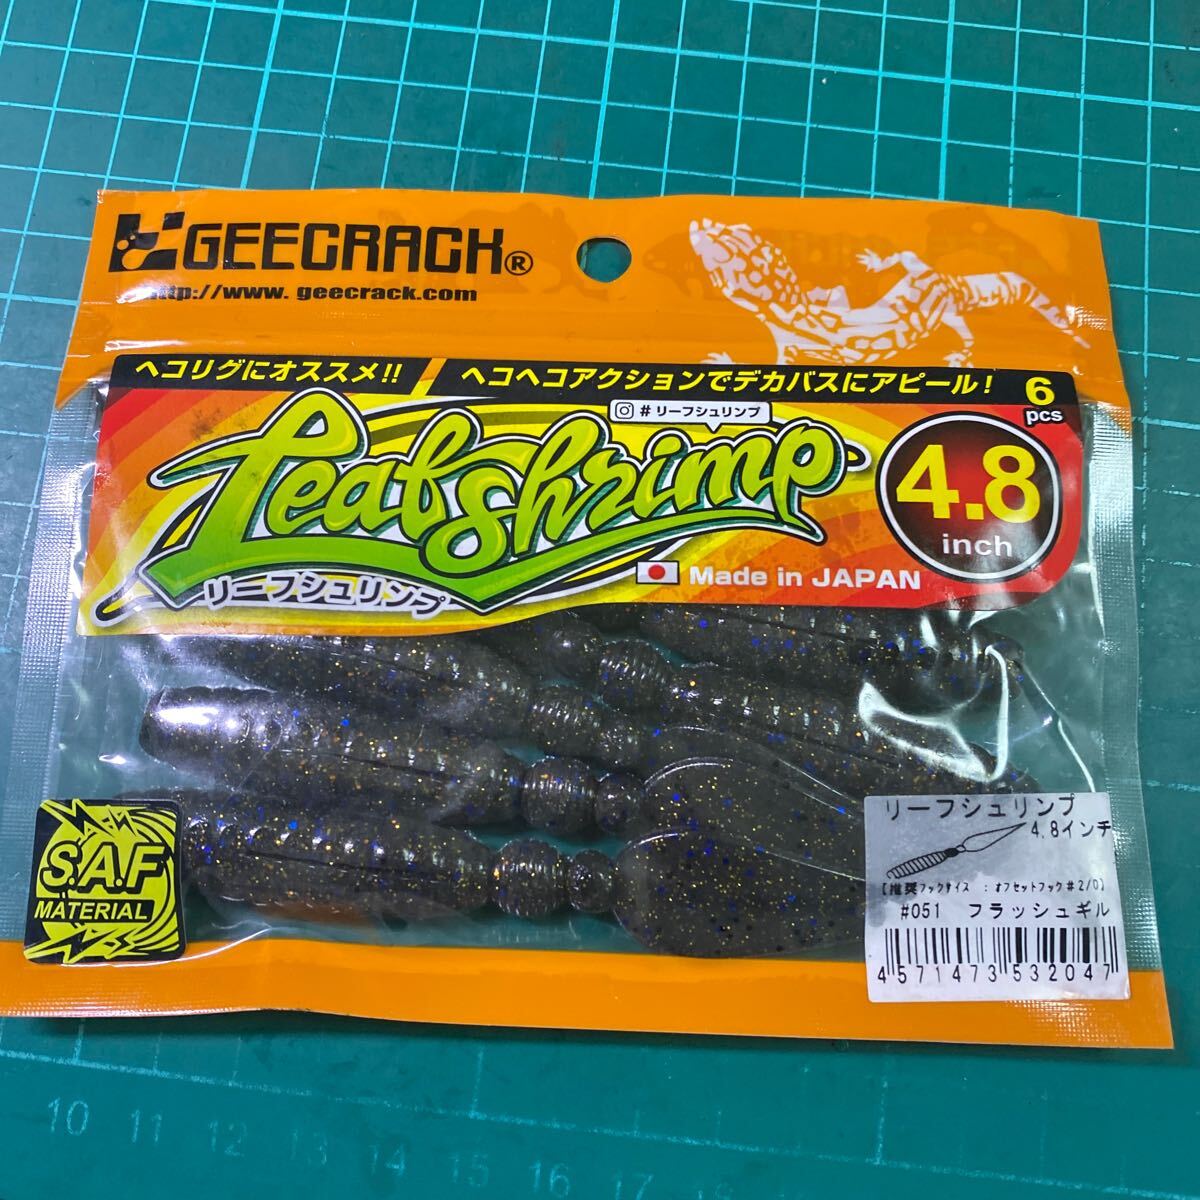 GEECRACK®
http://www.geecrack.com
ヘコリグにオススメ!! ヘコヘコアクションでデカバスにアピール!
6
pcs
#リーフシュリンプ
Leafshrimp
リーフシュリンプ
4.8
inch
Made in JAPAN
S.A.F
MATERIAL
リーフシュリンプ
4.8インチ
【推奨フックサイズ : オフセットフック#2/0】
#051 フラッシュギル
4571473532047
10 11 12 13 14 15 16 17 18